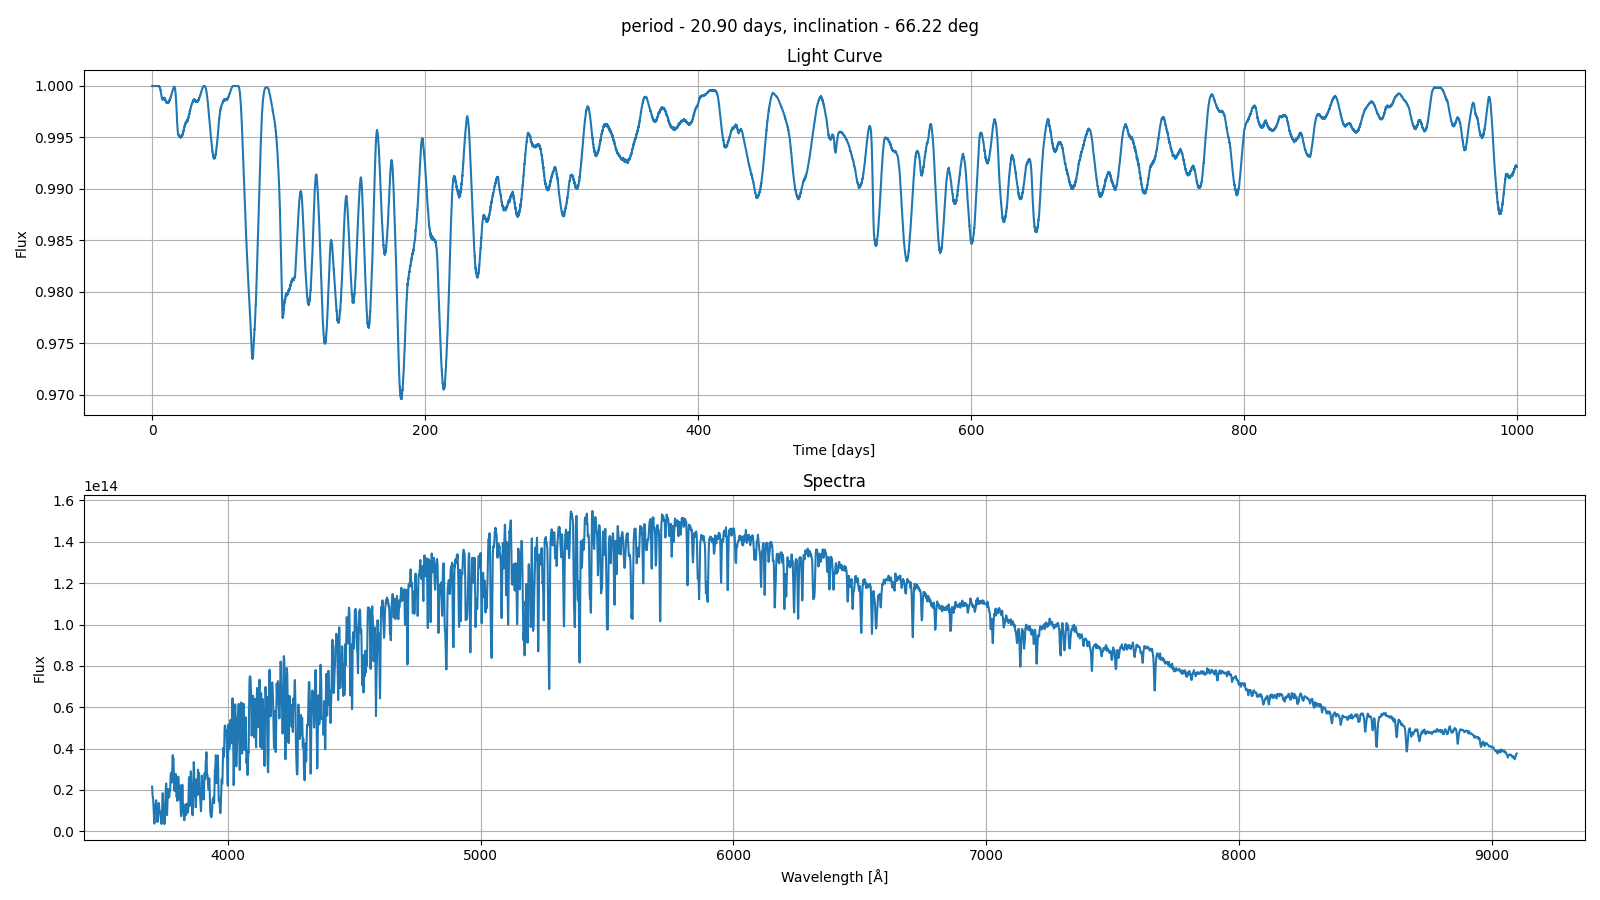 period - 20.90 days, inclination - 66.22 deg
Light Curve
1.000
0.995
0.990
0.985
0.980
0.975
0.970
Flux
0 200 400 600 800 1000
Time [days]
Spectra
1e14
1.6
1.4
1.2
1.0
0.8
0.6
0.4
0.2
0.0
Flux
4000 5000 6000 7000 8000 9000
Wavelength [Å]